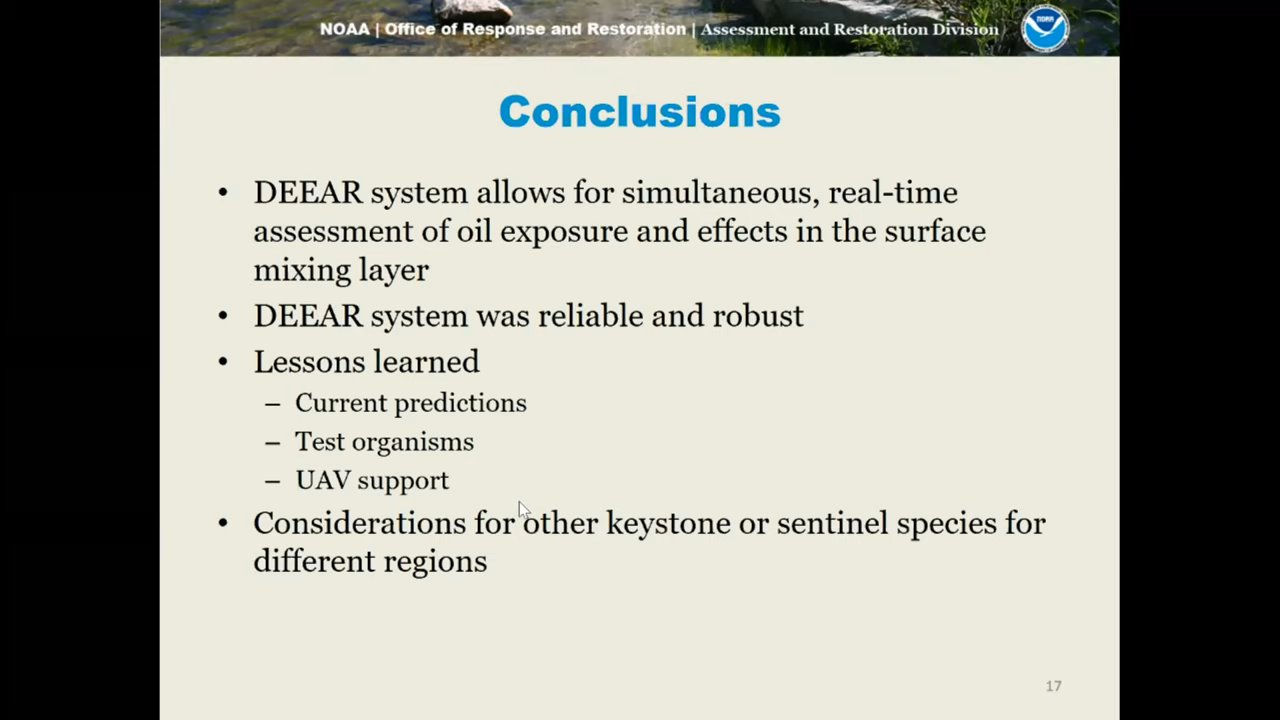 NOAA | Office of Response and Restoration | Assessment and Restoration Division
NOAA
Conclusions
• DEEAR system allows for simultaneous, real-time
assessment of oil exposure and effects in the surface
mixing layer
• DEEAR system was reliable and robust
• Lessons learned
– Current predictions
– Test organisms
– UAV support
• Considerations for other keystone or sentinel species for
different regions
17